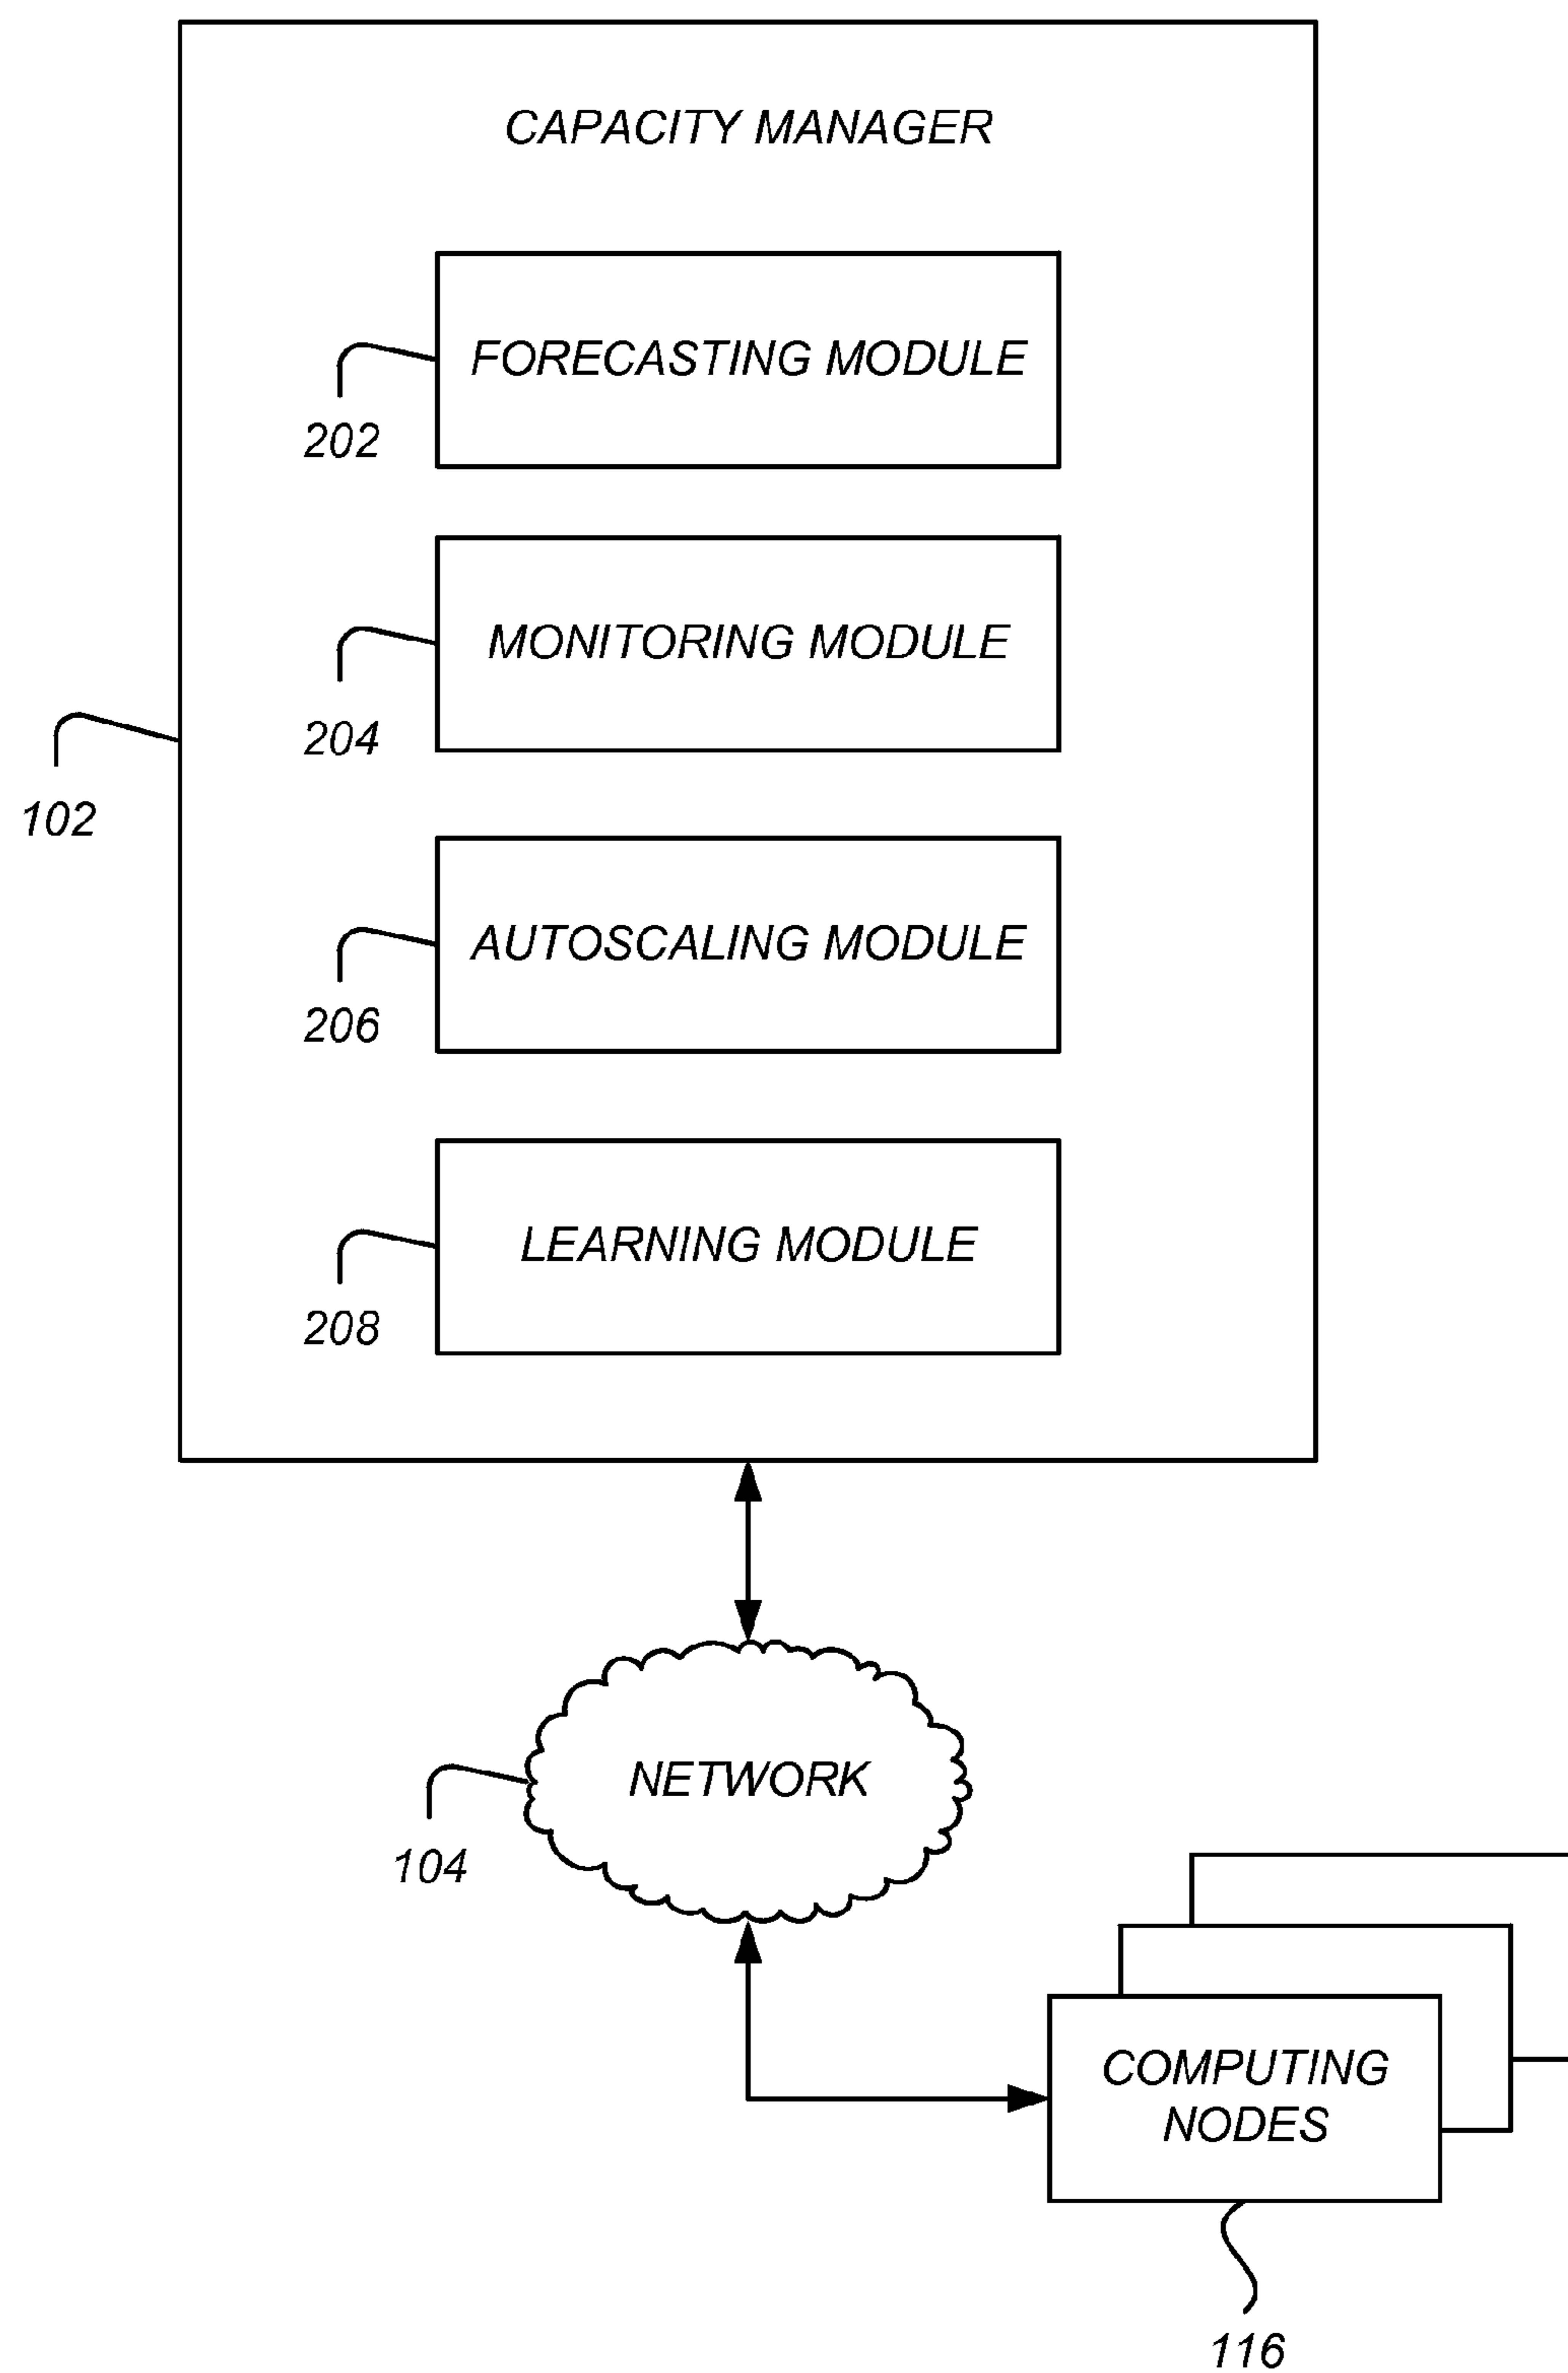 CAPACITY MANAGER
FORECASTING MODULE
202
MONITORING MODULE
204
102
AUTOSCALING MODULE
206
LEARNING MODULE
208
NETWORK
104
COMPUTING
NODES
116